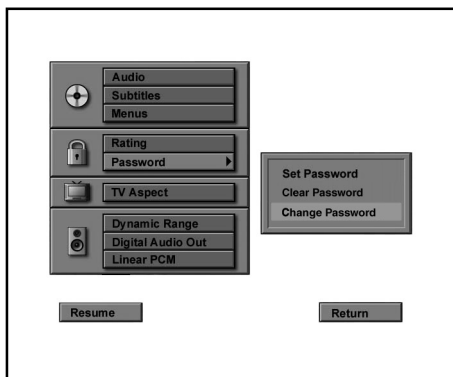 Audio
Subtitles
Menus
Rating
Password
TV Aspect
Dynamic Range
Digital Audio Out
Linear PCM
Set Password
Clear Password
Change Password
Resume
Return